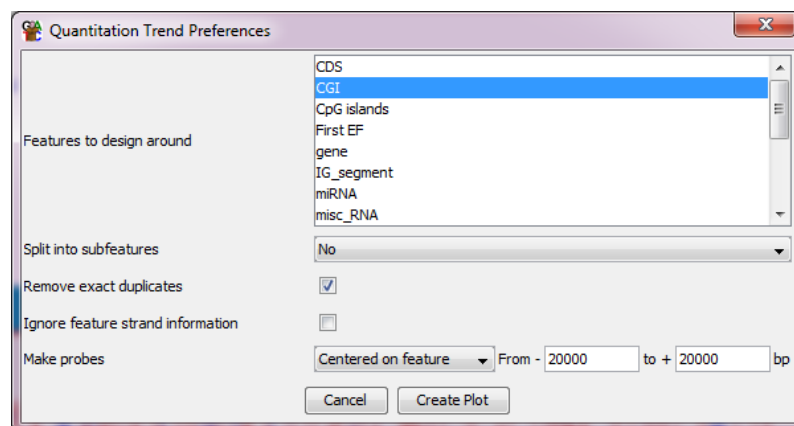 Quantitation Trend Preferences
Features to design around
CDS
CGI
CpG islands
First EF
gene
IG_segment
miRNA
misc_RNA
Split into subfeatures No
Remove exact duplicates
Ignore feature strand information
Make probes Centered on feature From - 20000 to + 20000 bp
Cancel Create Plot